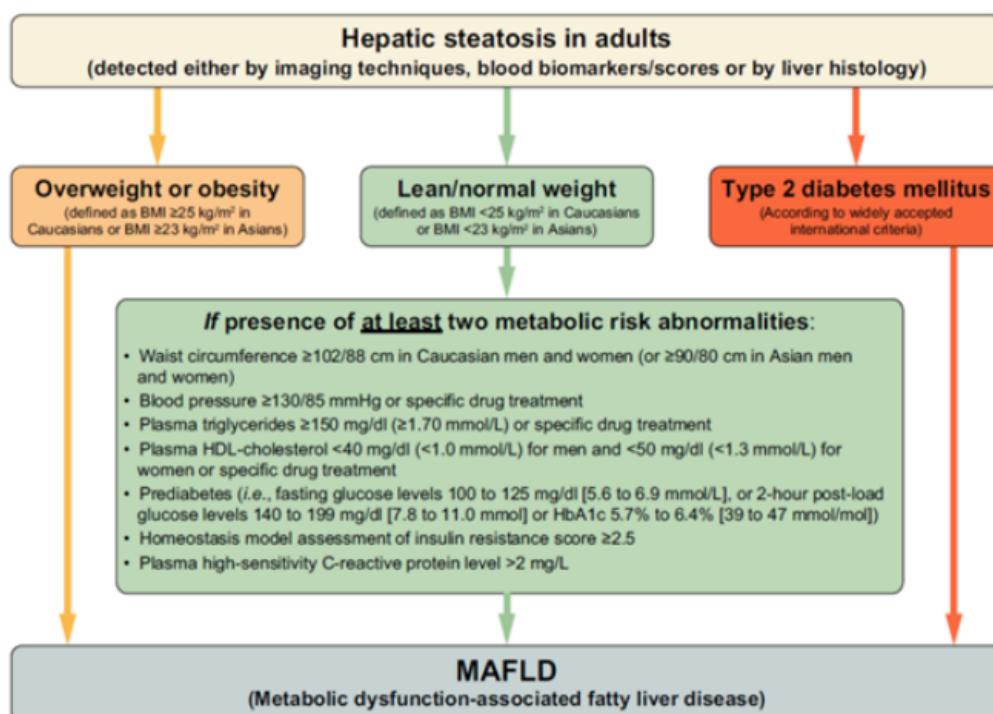 Hepatic steatosis in adults
(detected either by imaging techniques, blood biomarkers/scores or by liver histology)
Overweight or obesity
(defined as BMI ≥25 kg/m² in
Caucasians or BMI ≥23 kg/m² in Asians)
Lean/normal weight
(defined as BMI <25 kg/m² in Caucasians
or BMI <23 kg/m² in Asians)
Type 2 diabetes mellitus
(According to widely accepted
international criteria)
If presence of at least two metabolic risk abnormalities:
• Waist circumference ≥102/88 cm in Caucasian men and women (or ≥90/80 cm in Asian men
and women)
• Blood pressure ≥130/85 mmHg or specific drug treatment
• Plasma triglycerides ≥150 mg/dl (≥1.70 mmol/L) or specific drug treatment
• Plasma HDL-cholesterol <40 mg/dl (<1.0 mmol/L) for men and <50 mg/dl (<1.3 mmol/L) for
women or specific drug treatment
• Prediabetes (i.e., fasting glucose levels 100 to 125 mg/dl [5.6 to 6.9 mmol/L], or 2-hour post-load
glucose levels 140 to 199 mg/dl [7.8 to 11.0 mmol] or HbA1c 5.7% to 6.4% [39 to 47 mmol/mol])
• Homeostasis model assessment of insulin resistance score ≥2.5
• Plasma high-sensitivity C-reactive protein level >2 mg/L
MAFLD
(Metabolic dysfunction-associated fatty liver disease)